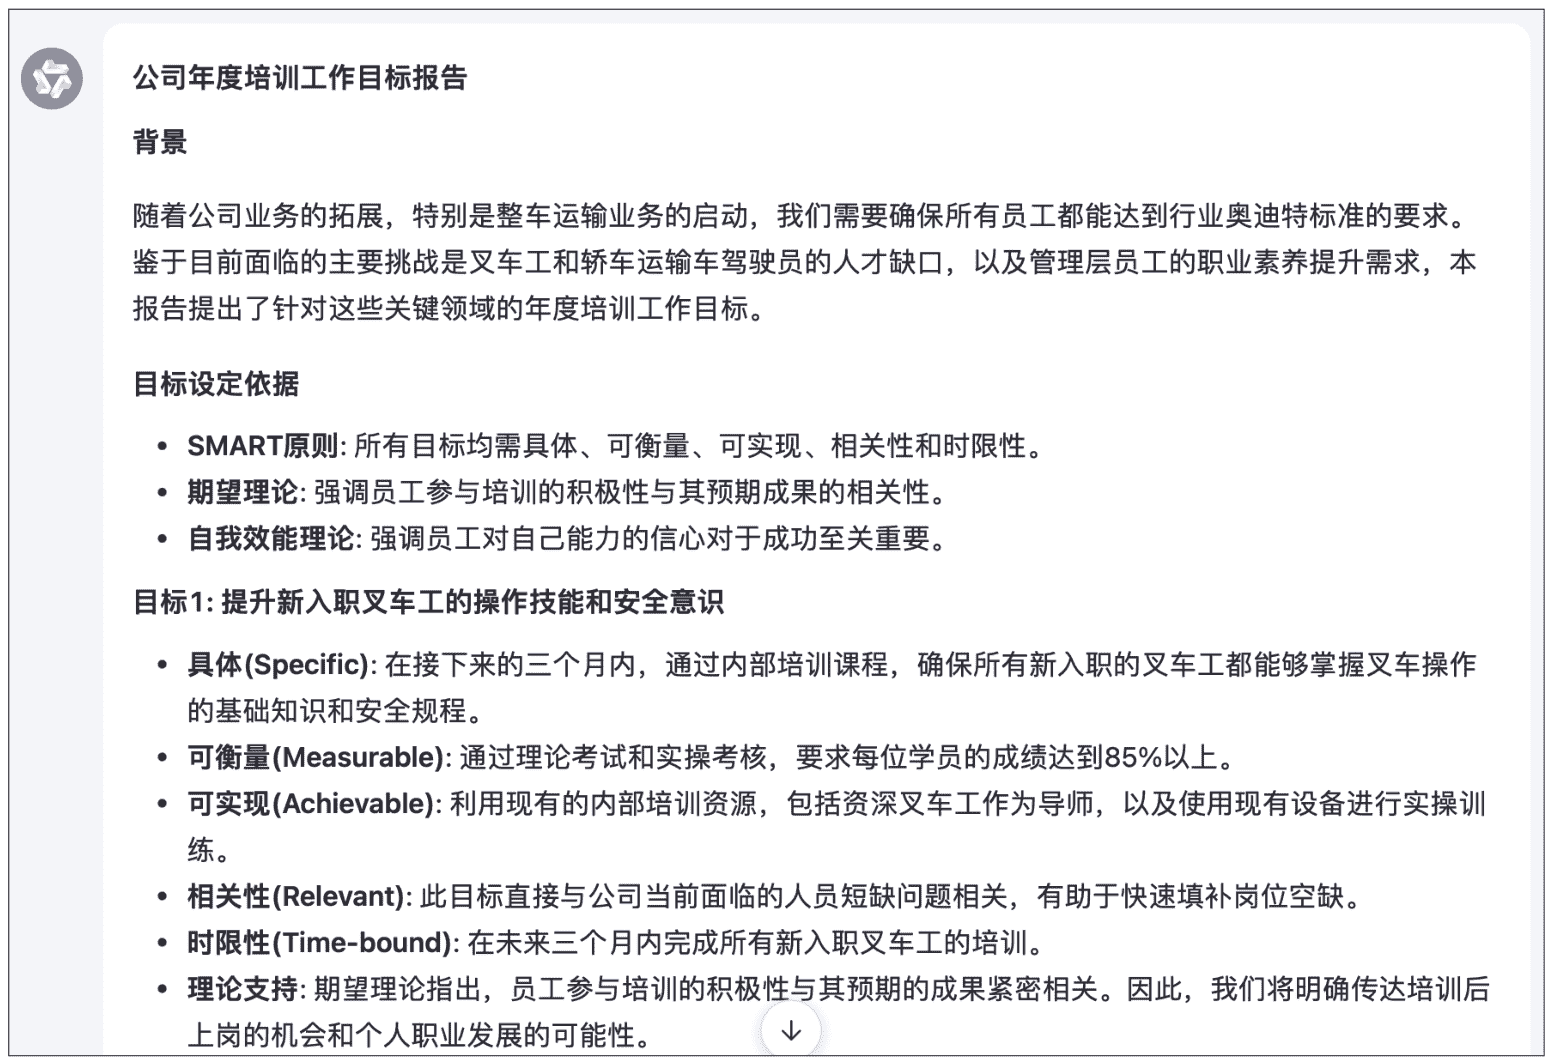 公司年度培训工作目标报告
背景
随着公司业务的拓展，特别是整车运输业务的启动，我们需要确保所有员工都能达到行业奥迪特标准的要求。
鉴于目前面临的主要挑战是叉车工和轿车运输车驾驶员的人才缺口，以及管理层员工的职业素养提升需求，本
报告提出了针对这些关键领域的年度培训工作目标。
目标设定依据
• SMART原则: 所有目标均需具体、可衡量、可实现、相关性和时限性。
• 期望理论: 强调员工参与培训的积极性与其预期成果的相关性。
• 自我效能理论: 强调员工对自己能力的信心对于成功至关重要。
目标1: 提升新入职叉车工的操作技能和安全意识
• 具体(Specific): 在接下来的三个月内，通过内部培训课程，确保所有新入职的叉车工都能够掌握叉车操作
的基础知识和安全规程。
• 可衡量(Measurable): 通过理论考试和实操考核，要求每位学员的成绩达到85%以上。
• 可实现(Achievable): 利用现有的内部培训资源，包括资深叉车工作为导师，以及使用现有设备进行实操训
练。
• 相关性(Relevant): 此目标直接与公司当前面临的人员短缺问题相关，有助于快速填补岗位空缺。
• 时限性(Time-bound): 在未来三个月内完成所有新入职叉车工的培训。
• 理论支持: 期望理论指出，员工参与培训的积极性与其预期的成果紧密相关。因此，我们将明确传达培训后
上岗的机会和个人职业发展的可能性。